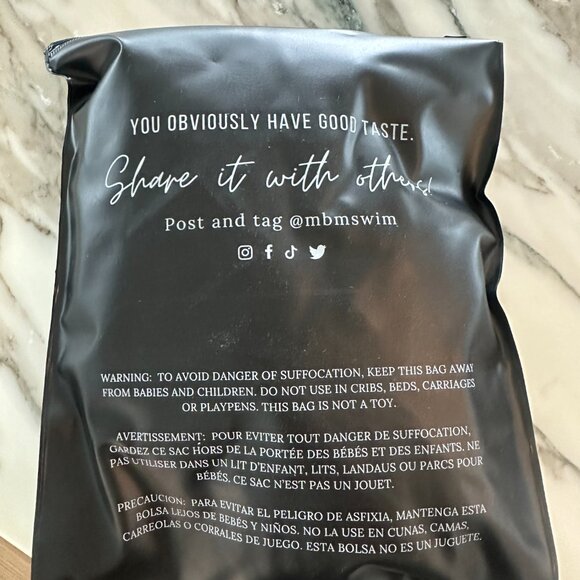 YOU OBVIOUSLY HAVE GOOD TASTE.
Share it with others!
Post and tag @mbmswim
WARNING: TO AVOID DANGER OF SUFFOCATION, KEEP THIS BAG AWAY
FROM BABIES AND CHILDREN. DO NOT USE IN CRIBS, BEDS, CARRIAGES
OR PLAYPENS. THIS BAG IS NOT A TOY.
AVERTISSEMENT: POUR EVITER TOUT DANGER DE SUFFOCATION,
GARDEZ CE SAC HORS DE LA PORTÉE DES BÉBÉS ET DES ENFANTS. NE
PAS UTILISER DANS UN LIT D'ENFANT, LITS, LANDAUS OU PARCS POUR
BÉBÉS. CE SAC N'EST PAS UN JOUET.
PRECAUCION: PARA EVITAR EL PELIGRO DE ASFIXIA, MANTENGA ESTA
BOLSA LEJOS DE BEBÉS Y NIÑOS. NO LA USE EN CUNAS, CAMAS,
CARREOLAS O CORRALES DE JUEGO. ESTA BOLSA NO ES UN JUGUETE.